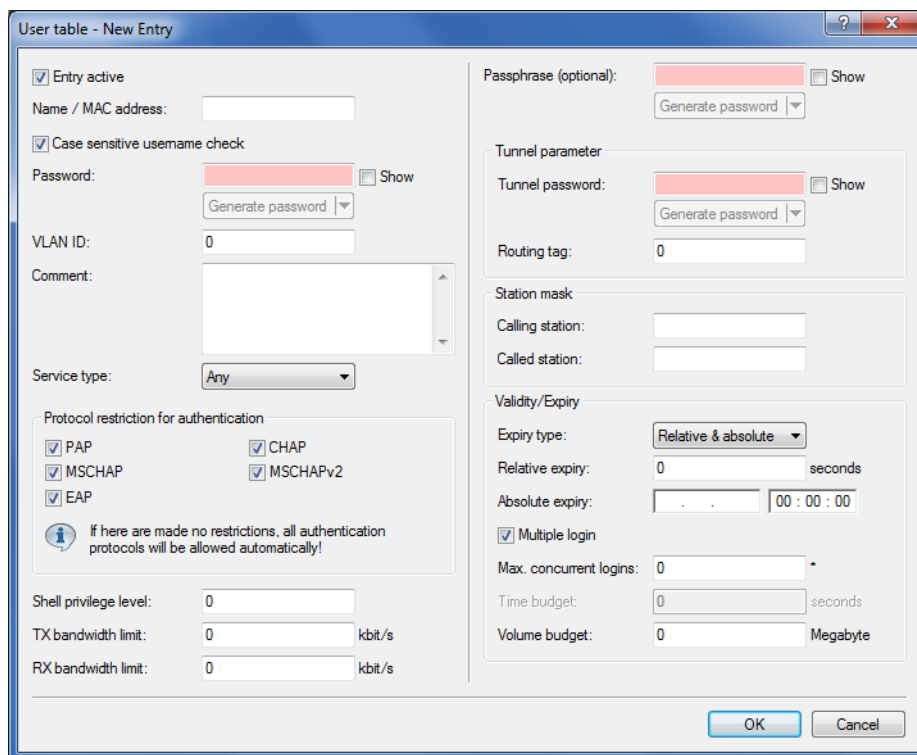 User table - New Entry
Entry active
Name / MAC address:
Case sensitive username check
Password:
Show
Generate password
VLAN ID:
0
Comment:
Service type:
Any
Protocol restriction for authentication
PAP
CHAP
MSCHAP
MSCHAPv2
EAP
If here are made no restrictions, all authentication
protocols will be allowed automatically!
Shell privilege level:
0
TX bandwidth limit:
0
kbit/s
RX bandwidth limit:
0
kbit/s
Passphrase (optional):
Show
Generate password
Tunnel parameter
Tunnel password:
Show
Generate password
Routing tag:
0
Station mask
Calling station:
Called station:
Validity/Expiry
Expiry type:
Relative & absolute
Relative expiry:
0
seconds
Absolute expiry:
. .
00 : 00 : 00
Multiple login
Max. concurrent logins:
0
*
Time budget:
0
seconds
Volume budget:
0
Megabyte
OK
Cancel